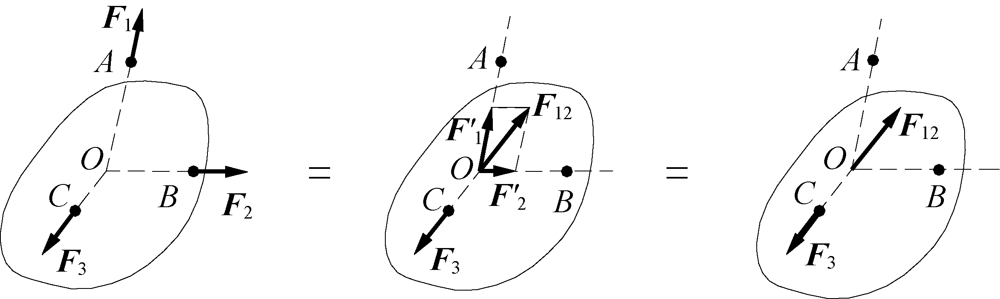 F₁
A
O
C
B
F₂
F₃
=
A
F₁₂
F′₁
O
C
F′₂
B
F₃
=
A
F₁₂
O
C
B
F₃